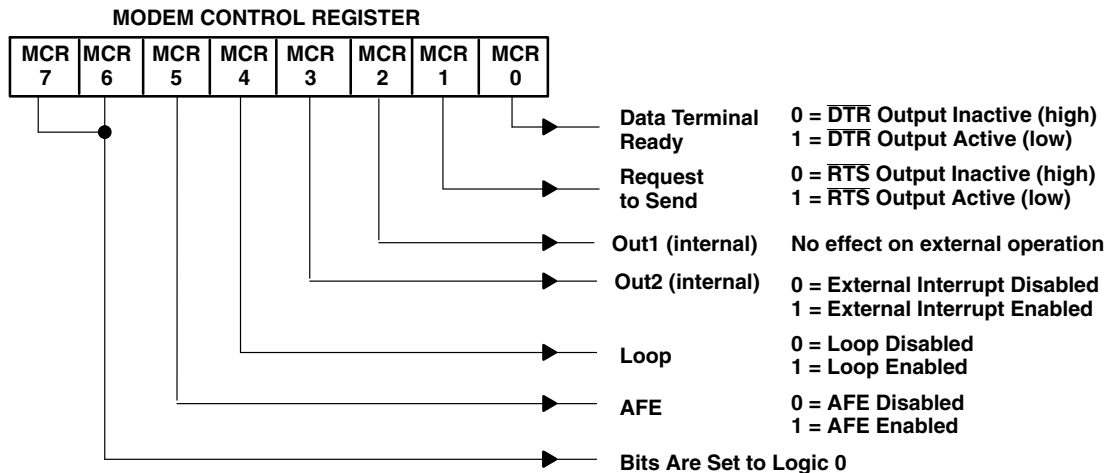 MODEM CONTROL REGISTER
MCR MCR MCR MCR MCR MCR MCR MCR
7 6 5 4 3 2 1 0
Data Terminal
Ready
0 = D̅T̅R̅ Output Inactive (high)
1 = D̅T̅R̅ Output Active (low)
Request
to Send
0 = R̅T̅S̅ Output Inactive (high)
1 = R̅T̅S̅ Output Active (low)
Out1 (internal)
No effect on external operation
Out2 (internal)
0 = External Interrupt Disabled
1 = External Interrupt Enabled
Loop
0 = Loop Disabled
1 = Loop Enabled
AFE
0 = AFE Disabled
1 = AFE Enabled
Bits Are Set to Logic 0